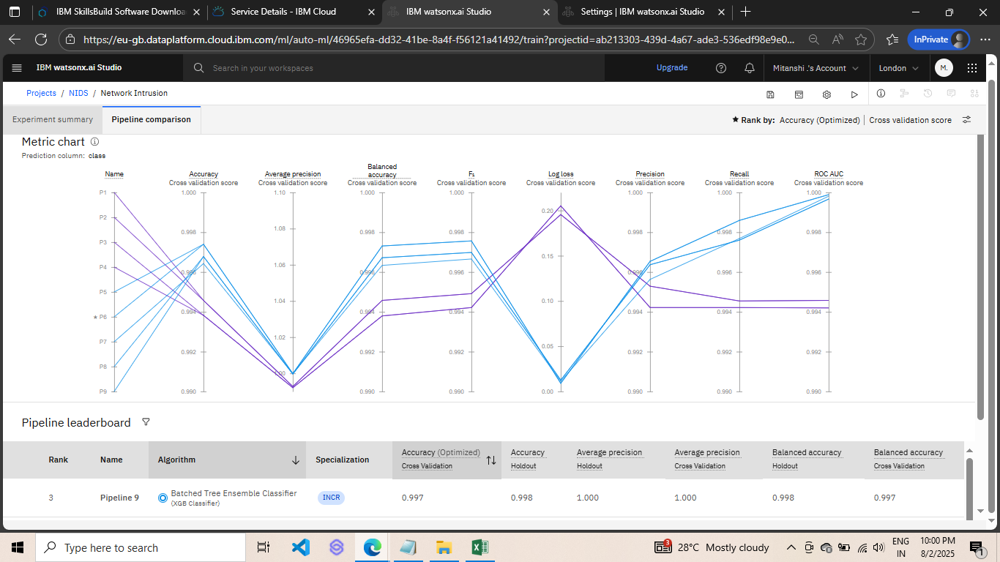 IBM SkillsBuild Software Downloa
Service Details - IBM Cloud
IBM watsonx.ai Studio
Settings | IBM watsonx.ai Studio
https://eu-gb.dataplatform.cloud.ibm.com/ml/auto-ml/46965efa-dd32-41be-8a4f-f56121a41492/train?projectid=ab213303-439d-4a67-ade3-536edf98e9e0...
InPrivate
IBM watsonx.ai Studio
Search in your workspaces
Upgrade
Mitanshi .'s Account
London
M.
Projects / NIDS / Network Intrusion
Experiment summary
Pipeline comparison
Rank by: Accuracy (Optimized) | Cross validation score
Metric chart
Prediction column: class
Name
Accuracy
Cross validation score
Average precision
Cross validation score
Balanced
accuracy
Cross validation score
F₁
Cross validation score
Log loss
Cross validation score
Precision
Cross validation score
Recall
Cross validation score
ROC AUC
Cross validation score
P1
P2
P3
P4
P5
★ P6
P7
P8
P9
1.000
0.998
0.996
0.994
0.992
0.990
1.10
1.08
1.06
1.04
1.02
1.00
1.000
0.998
0.996
0.994
0.992
0.990
1.000
0.998
0.996
0.994
0.992
0.990
0.20
0.15
0.10
0.05
0.00
1.000
0.998
0.996
0.994
0.992
0.990
1.000
0.998
0.996
0.994
0.992
0.990
1.000
0.998
0.996
0.994
0.992
0.990
Pipeline leaderboard
Rank
Name
Algorithm
Specialization
Accuracy (Optimized)
Cross Validation
Accuracy
Holdout
Average precision
Holdout
Average precision
Cross Validation
Balanced accuracy
Holdout
Balanced accuracy
Cross Validation
3
Pipeline 9
Batched Tree Ensemble Classifier
(XGB Classifier)
INCR
0.997
0.998
1.000
1.000
0.998
0.997
Type here to search
3
28°C Mostly cloudy
ENG
IN
10:00 PM
8/2/2025
1